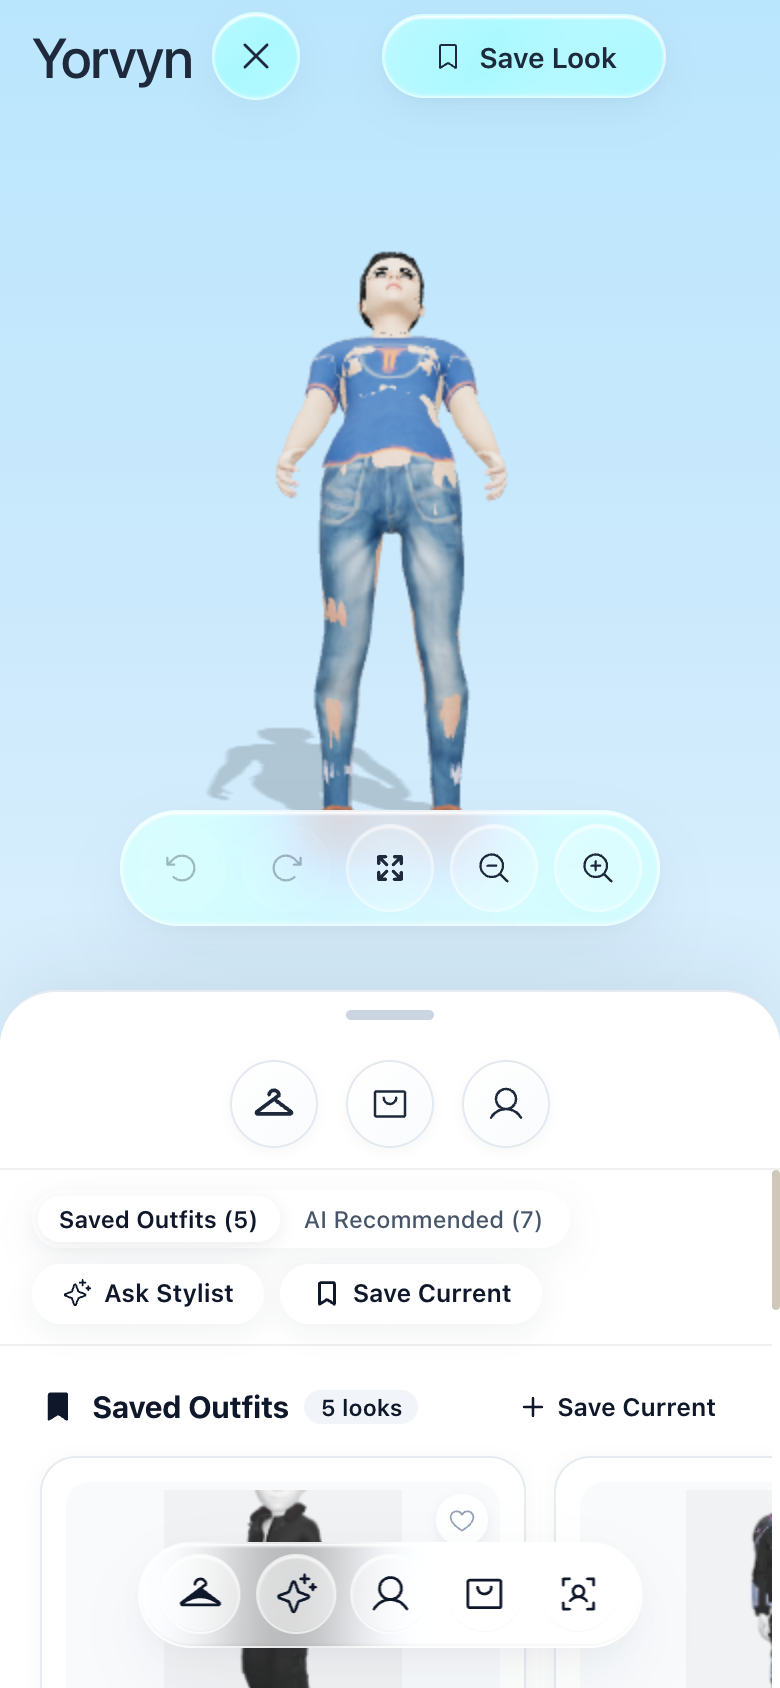 Yorvyn
Save Look
Saved Outfits (5)
AI Recommended (7)
Ask Stylist
Save Current
Saved Outfits
5 looks
Save Current